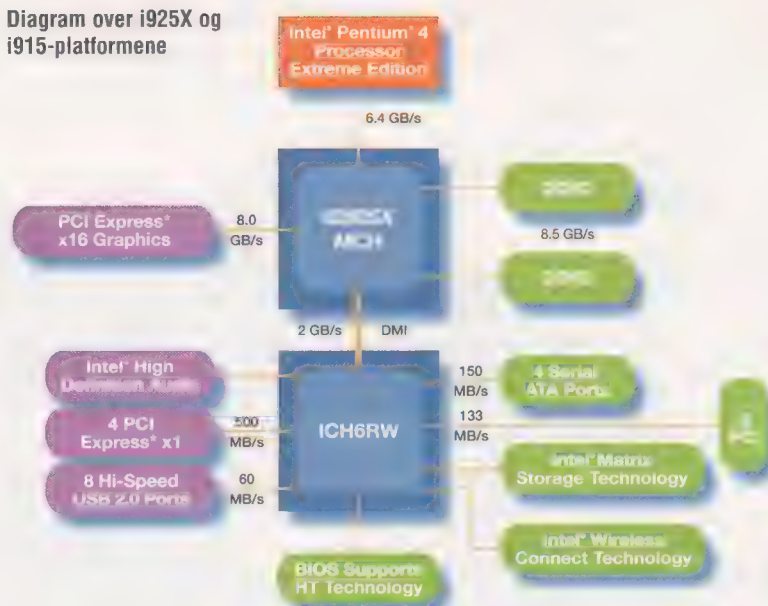 Diagram over i925X og
i915-platformene
Intel® Pentium® 4
Processor
Extreme Edition
6.4 GB/s
PCI Express*
x16 Graphics
8.0
GB/s
MCH
8.5 GB/s
2 GB/s
DMI
Intel® High
Definition Audio
4 PCI
Express* x1
500
MB/s
8 Hi-Speed
USB 2.0 Ports
60
MB/s
ICH6RW
150
MB/s
4 Serial
ATA Ports
133
MB/s
Intel® Matrix
Storage Technology
Intel® Wireless
Connect Technology
BIOS Supports
HT Technology